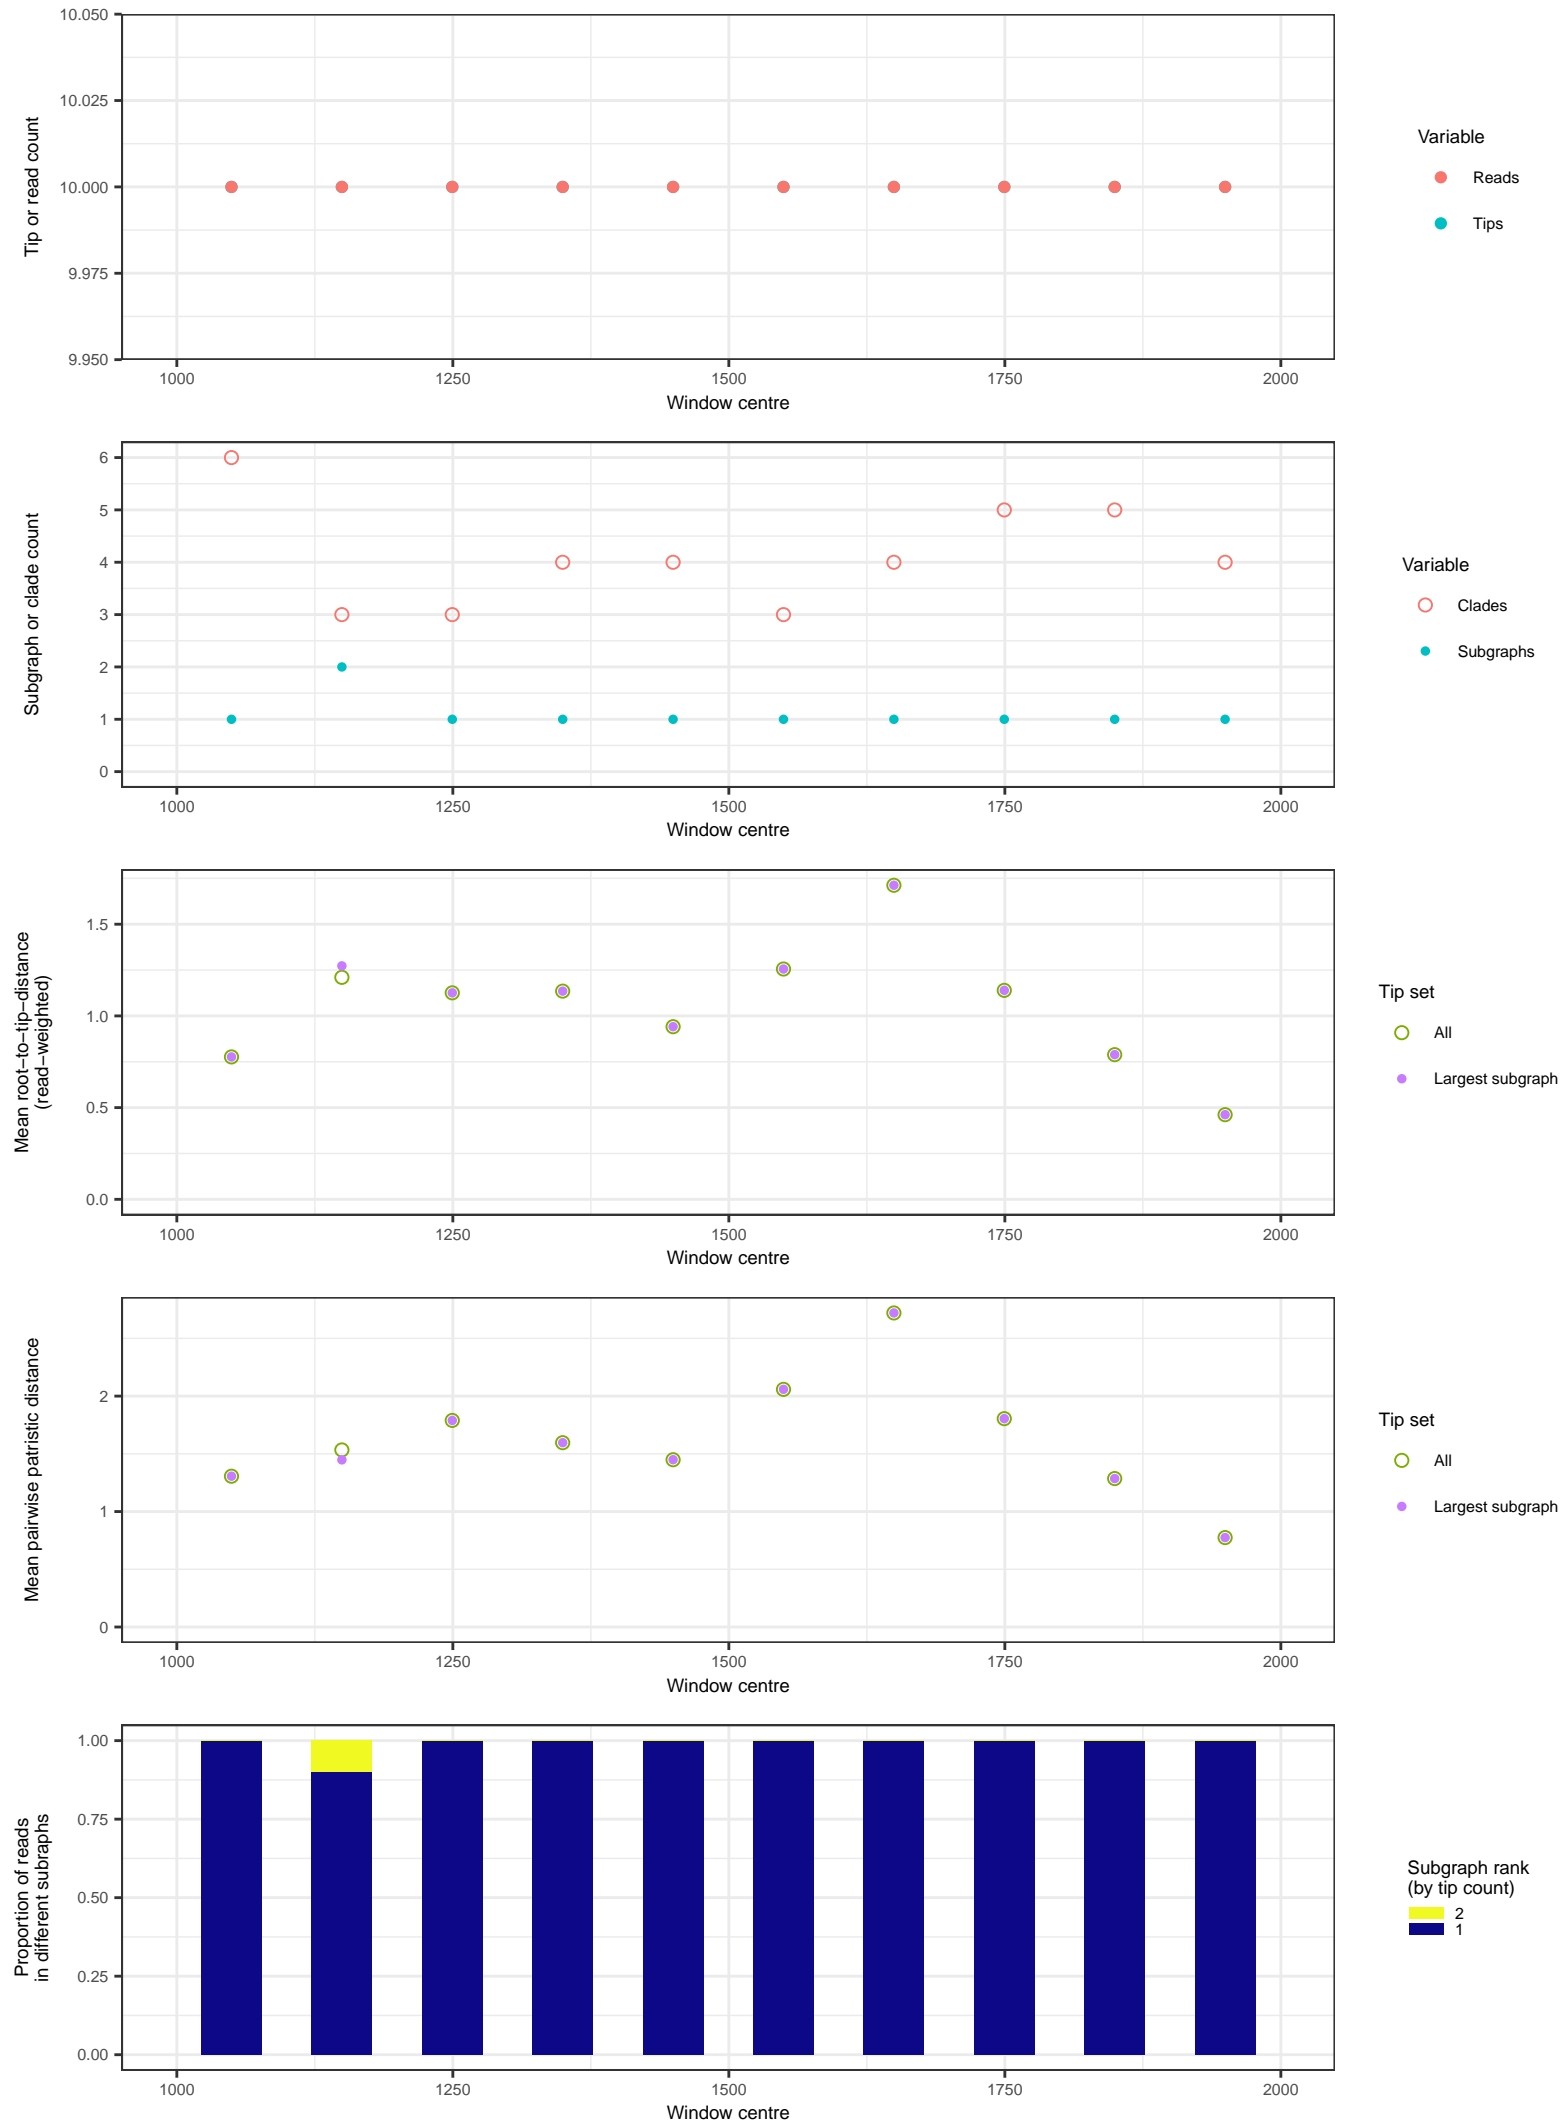 10.050
10.025
10.000
9.975
9.950
Tip or read count
1000 1250 1500 1750 2000
Window centre
Variable
Reads
Tips
6
5
4
3
2
1
0
Subgraph or clade count
1000 1250 1500 1750 2000
Window centre
Variable
Clades
Subgraphs
1.5
1.0
0.5
0.0
Mean root−to−tip−distance
(read−weighted)
1000 1250 1500 1750 2000
Window centre
Tip set
All
Largest subgraph
2
1
0
Mean pairwise patristic distance
1000 1250 1500 1750 2000
Window centre
Tip set
All
Largest subgraph
1.00
0.75
0.50
0.25
0.00
Proportion of reads
in different subraphs
1000 1250 1500 1750 2000
Window centre
Subgraph rank
(by tip count)
2
1